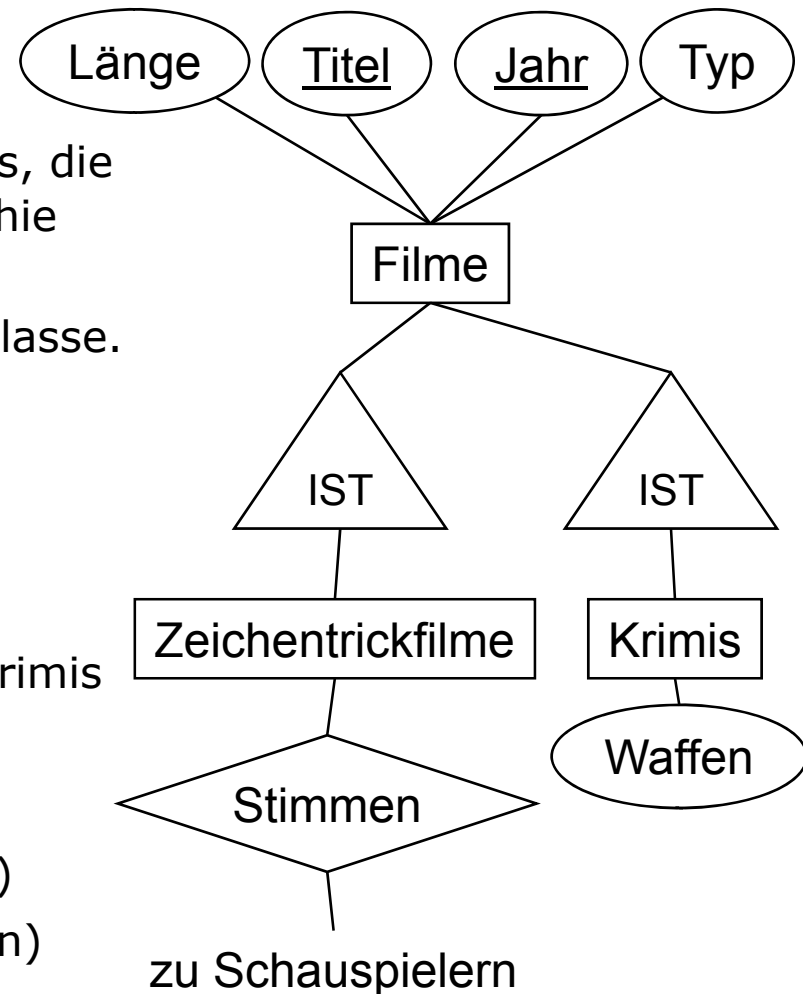 Länge Titel Jahr Typ
s, die
hie
Filme
lasse.
IST IST
Zeichentrickfilme Krimis
rimis
Waffen
Stimmen
)
n)
zu Schauspielern